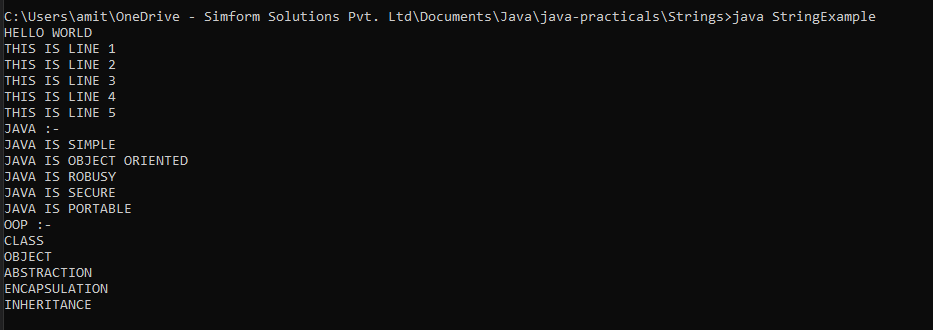 C:\Users\amit\OneDrive - Simform Solutions Pvt. Ltd\Documents\Java\java-practicals\Strings>java StringExample
HELLO WORLD
THIS IS LINE 1
THIS IS LINE 2
THIS IS LINE 3
THIS IS LINE 4
THIS IS LINE 5
JAVA :-
JAVA IS SIMPLE
JAVA IS OBJECT ORIENTED
JAVA IS ROBUSY
JAVA IS SECURE
JAVA IS PORTABLE
OOP :-
CLASS
OBJECT
ABSTRACTION
ENCAPSULATION
INHERITANCE